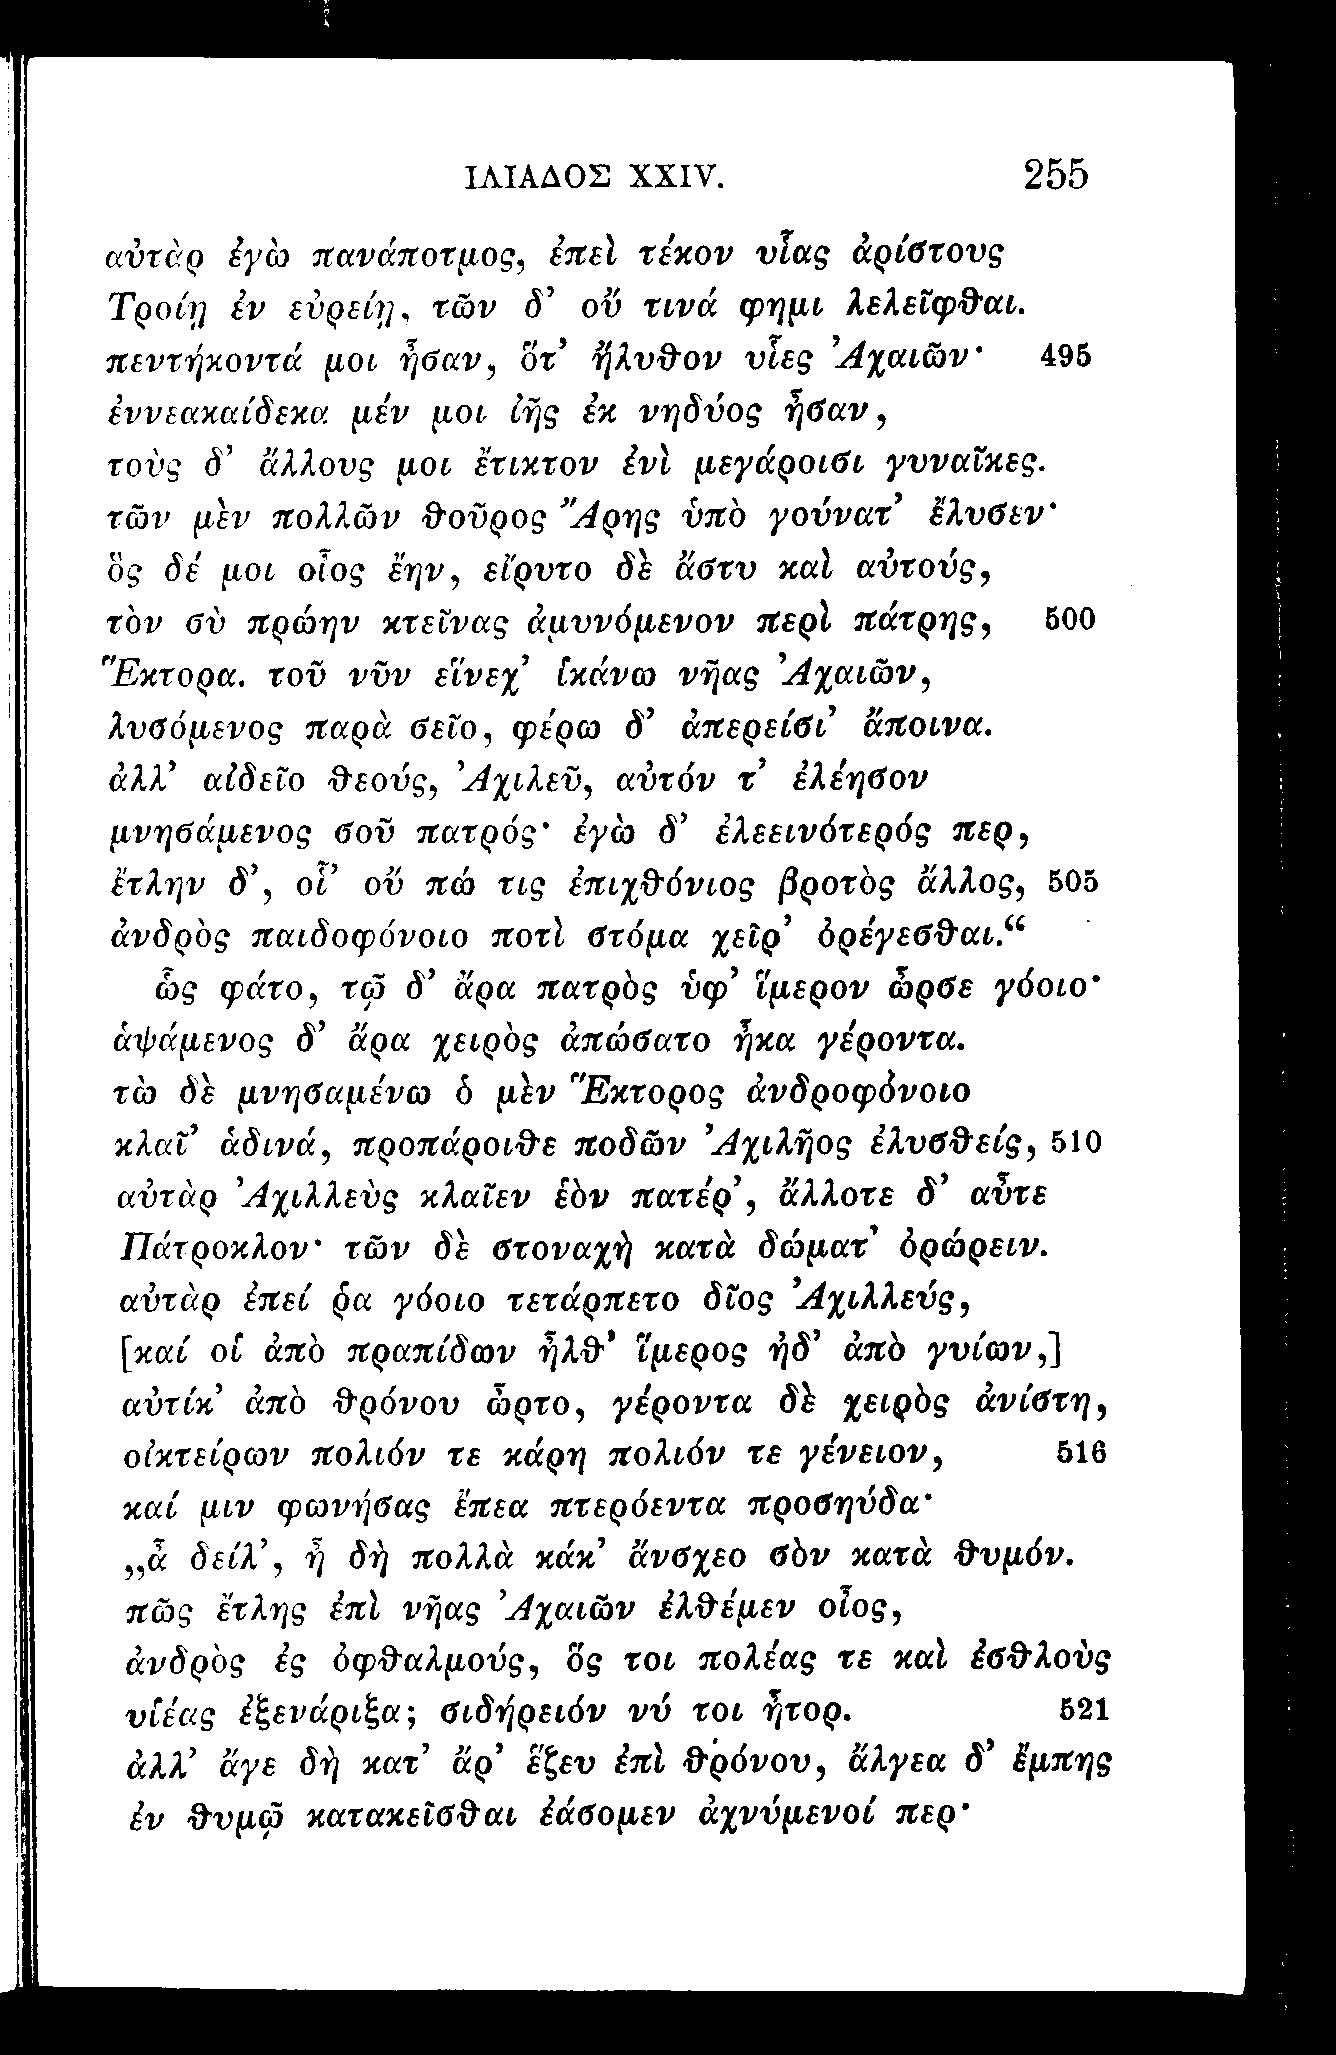 ΙΛΙΑΔΟΣ XXIV. 255
αὐτὰρ ἐγὼ πανάποτμος, ἐπεὶ τέκον υἷας ἀρίστους
Τροίῃ ἐν εὐρείῃ, τῶν δ’ οὔ τινά φημι λελεῖφθαι.
πεντήκοντά μοι ἦσαν, ὅτ’ ἤλυθον υἷες Ἀχαιῶν· 495
ἐννεακαίδεκα μέν μοι ἰῆς ἐκ νηδύος ἦσαν,
τοὺς δ’ ἄλλους μοι ἔτικτον ἐνὶ μεγάροισι γυναῖκες.
τῶν μὲν πολλῶν θοῦρος Ἄρης ὑπὸ γούνατ’ ἔλυσεν·
ὃς δέ μοι οἶος ἔην, εἴρυτο δὲ ἄστυ καὶ αὐτούς,
τὸν σὺ πρώην κτεῖνας ἀμυνόμενον περὶ πάτρης, 500
Ἕκτορα. τοῦ νῦν εἵνεχ’ ἱκάνω νῆας Ἀχαιῶν,
λυσόμενος παρὰ σεῖο, φέρω δ’ ἀπερείσι’ ἄποινα.
ἀλλ’ αἰδεῖο θεούς, Ἀχιλεῦ, αὐτόν τ’ ἐλέησον
μνησάμενος σοῦ πατρός· ἐγὼ δ’ ἐλεεινότερός περ,
ἔτλην δ’, οἷ’ οὔ πώ τις ἐπιχθόνιος βροτὸς ἄλλος, 505
ἀνδρὸς παιδοφόνοιο ποτὶ στόμα χεῖρ’ ὀρέγεσθαι.“
ὣς φάτο, τῷ δ’ ἄρα πατρὸς ὑφ’ ἵμερον ὦρσε γόοιο·
ἁψάμενος δ’ ἄρα χειρὸς ἀπώσατο ἦκα γέροντα.
τὼ δὲ μνησαμένω ὁ μὲν Ἕκτορος ἀνδροφόνοιο
κλαῖ’ ἁδινά, προπάροιθε ποδῶν Ἀχιλῆος ἐλυσθείς, 510
αὐτὰρ Ἀχιλλεὺς κλαῖεν ἑὸν πατέρ’, ἄλλοτε δ’ αὖτε
Πάτροκλον· τῶν δὲ στοναχὴ κατὰ δώματ’ ὀρώρειν.
αὐτὰρ ἐπεί ῥα γόοιο τετάρπετο δῖος Ἀχιλλεύς,
[καί οἱ ἀπὸ πραπίδων ἦλθ’ ἵμερος ἠδ’ ἀπὸ γυίων,]
αὐτίκ’ ἀπὸ θρόνου ὦρτο, γέροντα δὲ χειρὸς ἀνίστη,
οἰκτείρων πολιόν τε κάρη πολιόν τε γένειον, 516
καί μιν φωνήσας ἔπεα πτερόεντα προσηύδα·
„ἆ δείλ’, ἦ δὴ πολλὰ κάκ’ ἄνσχεο σὸν κατὰ θυμόν.
πῶς ἔτλης ἐπὶ νῆας Ἀχαιῶν ἐλθέμεν οἶος,
ἀνδρὸς ἐς ὀφθαλμούς, ὅς τοι πολέας τε καὶ ἐσθλοὺς
υἱέας ἐξενάριξα; σιδήρειόν νύ τοι ἦτορ. 521
ἀλλ’ ἄγε δὴ κατ’ ἄρ’ ἕζευ ἐπὶ θρόνου, ἄλγεα δ’ ἔμπης
ἐν θυμῷ κατακεῖσθαι ἐάσομεν ἀχνύμενοί περ·